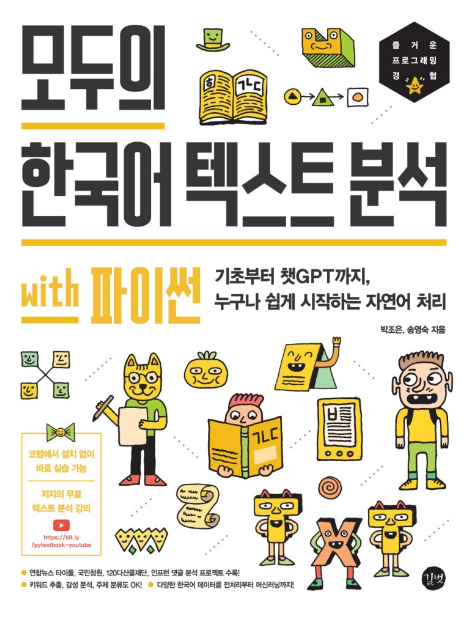 모두의
즐거운
프로그래밍
경험
ㄱㄴㄷ
한국어 텍스트 분석
with 파이썬
기초부터 챗GPT까지,
누구나 쉽게 시작하는 자연어 처리
박조은, 송영숙 지음
ㄱㄴㄷ
ㅂ
코랩에서 설치 없이
바로 실습 가능
저자의 무료
텍스트 분석 강의
https://bit.ly
/pytextbook-youtube
T T
X
● 연합뉴스 타이틀, 국민청원, 120다산콜재단, 인프런 댓글 분석 프로젝트 수록!
● 키워드 추출, 감성 분석, 주제 분류도 OK! ● 다양한 한국어 데이터를 전처리부터 머신러닝까지!
길벗